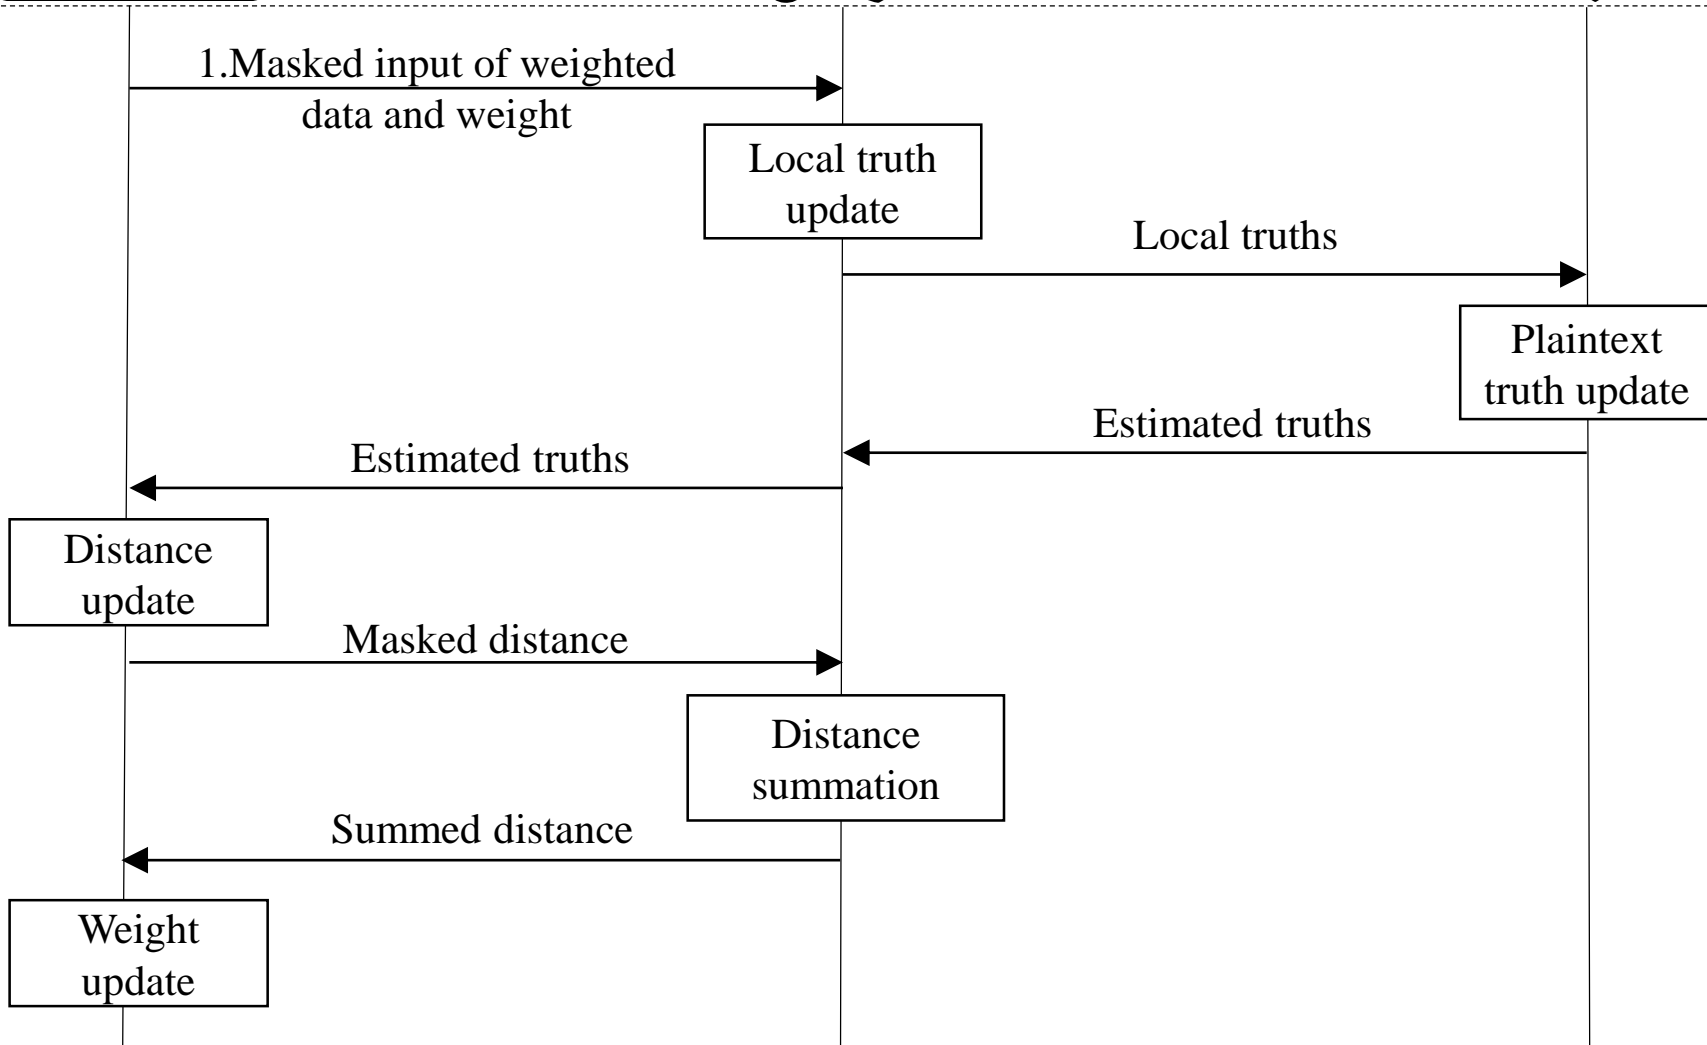 1.Masked input of weighted
data and weight
Local truth
update
Local truths
Plaintext
truth update
Estimated truths
Estimated truths
Distance
update
Masked distance
Distance
summation
Summed distance
Weight
update